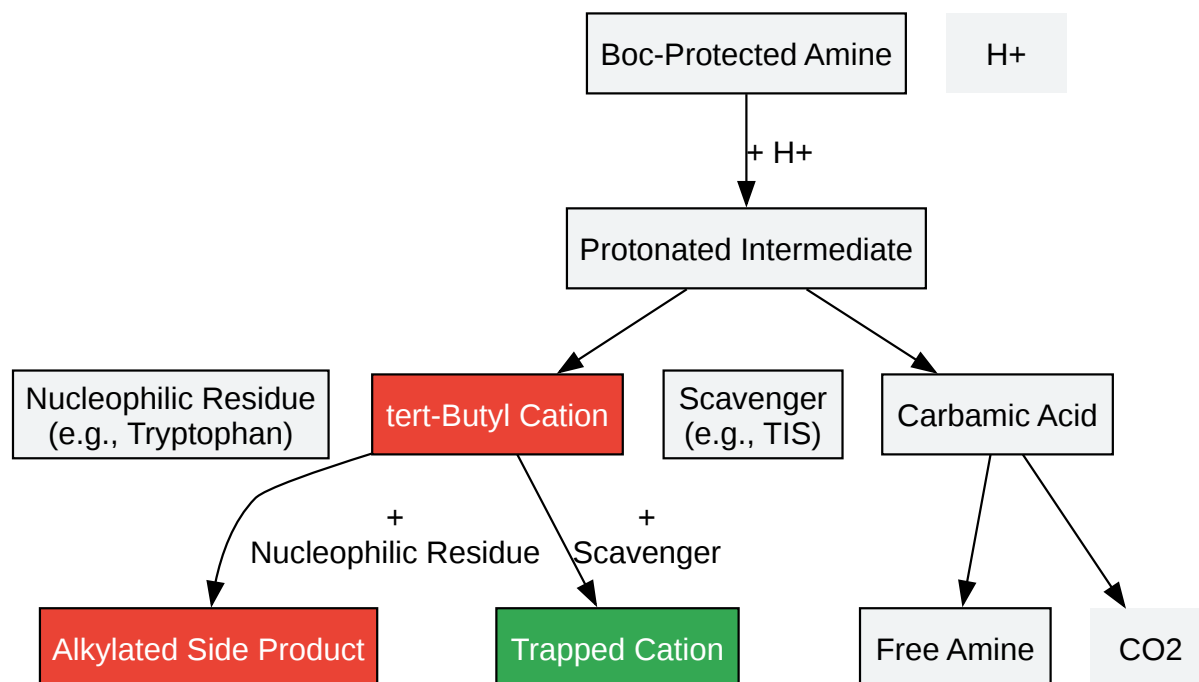 Boc-Protected Amine
H+
+ H+
Protonated Intermediate
Nucleophilic Residue
(e.g., Tryptophan)
tert-Butyl Cation
Scavenger
(e.g., TIS)
Carbamic Acid
+
Nucleophilic Residue
+
Scavenger
Alkylated Side Product
Trapped Cation
Free Amine
CO2